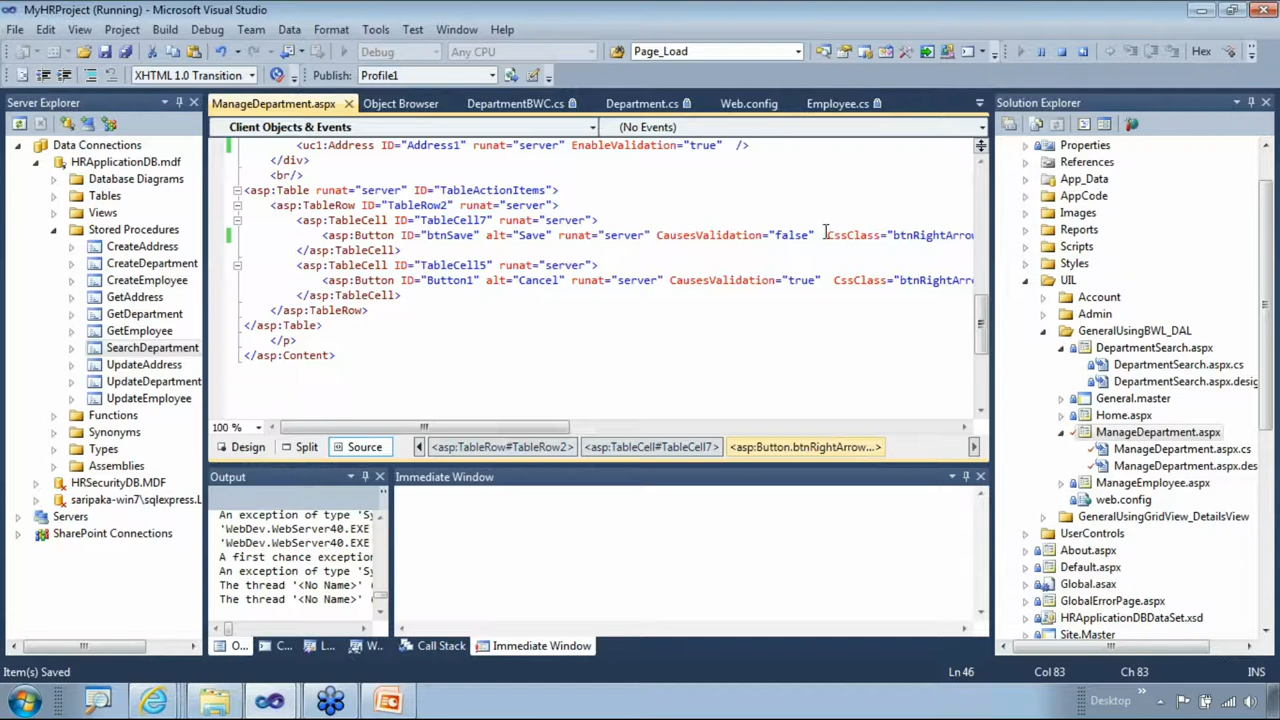 MyHRProject (Running) - Microsoft Visual Studio
File Edit View Project Build Debug Team Data Format Tools Test Window Help
Debug Any CPU Page_Load Hex
XHTML 1.0 Transition Publish: Profile1
Server Explorer
Data Connections
HRApplicationDB.mdf
Database Diagrams
Tables
Views
Stored Procedures
CreateAddress
CreateDepartment
CreateEmployee
GetAddress
GetDepartment
GetEmployee
SearchDepartment
UpdateAddress
UpdateDepartment
UpdateEmployee
Functions
Synonyms
Types
Assemblies
HRSecurityDB.MDF
saripaka-win7\sqlexpress.L
Servers
SharePoint Connections
ManageDepartment.aspx Object Browser DepartmentBWC.cs Department.cs Web.config Employee.cs
Client Objects & Events (No Events)
<uc1:Address ID="Address1" runat="server" EnableValidation="true" />
</div>
<br/>
<asp:Table runat="server" ID="TableActionItems">
<asp:TableRow ID="TableRow2" runat="server">
<asp:TableCell ID="TableCell7" runat="server">
<asp:Button ID="btnSave" alt="Save" runat="server" CausesValidation="false" CssClass="btnRightArrow
</asp:TableCell>
<asp:TableCell ID="TableCell5" runat="server">
<asp:Button ID="Button1" alt="Cancel" runat="server" CausesValidation="true" CssClass="btnRightArr
</asp:TableCell>
</asp:TableRow>
</asp:Table>
</p>
</asp:Content>
100 %
Design Split Source <asp:TableRow#TableRow2> <asp:TableCell#TableCell7> <asp:Button.btnRightArrow...>
Output
An exception of type 'Sy
'WebDev.WebServer40.EXE
'WebDev.WebServer40.EXE
A first chance exception
An exception of type 'Sy
The thread '<No Name>'
The thread '<No Name>'
O... C... L... W...
Immediate Window
Call Stack Immediate Window
Solution Explorer
Properties
References
App_Data
AppCode
Images
Reports
Scripts
Styles
UIL
Account
Admin
GeneralUsingBWL_DAL
DepartmentSearch.aspx
DepartmentSearch.aspx.cs
DepartmentSearch.aspx.desig
General.master
Home.aspx
ManageDepartment.aspx
ManageDepartment.aspx.cs
ManageDepartment.aspx.des
ManageEmployee.aspx
web.config
GeneralUsingGridView_DetailsView
UserControls
About.aspx
Default.aspx
Global.asax
GlobalErrorPage.aspx
HRApplicationDBDataSet.xsd
Site.Master
Item(s) Saved Ln 46 Col 83 Ch 83 INS
Desktop